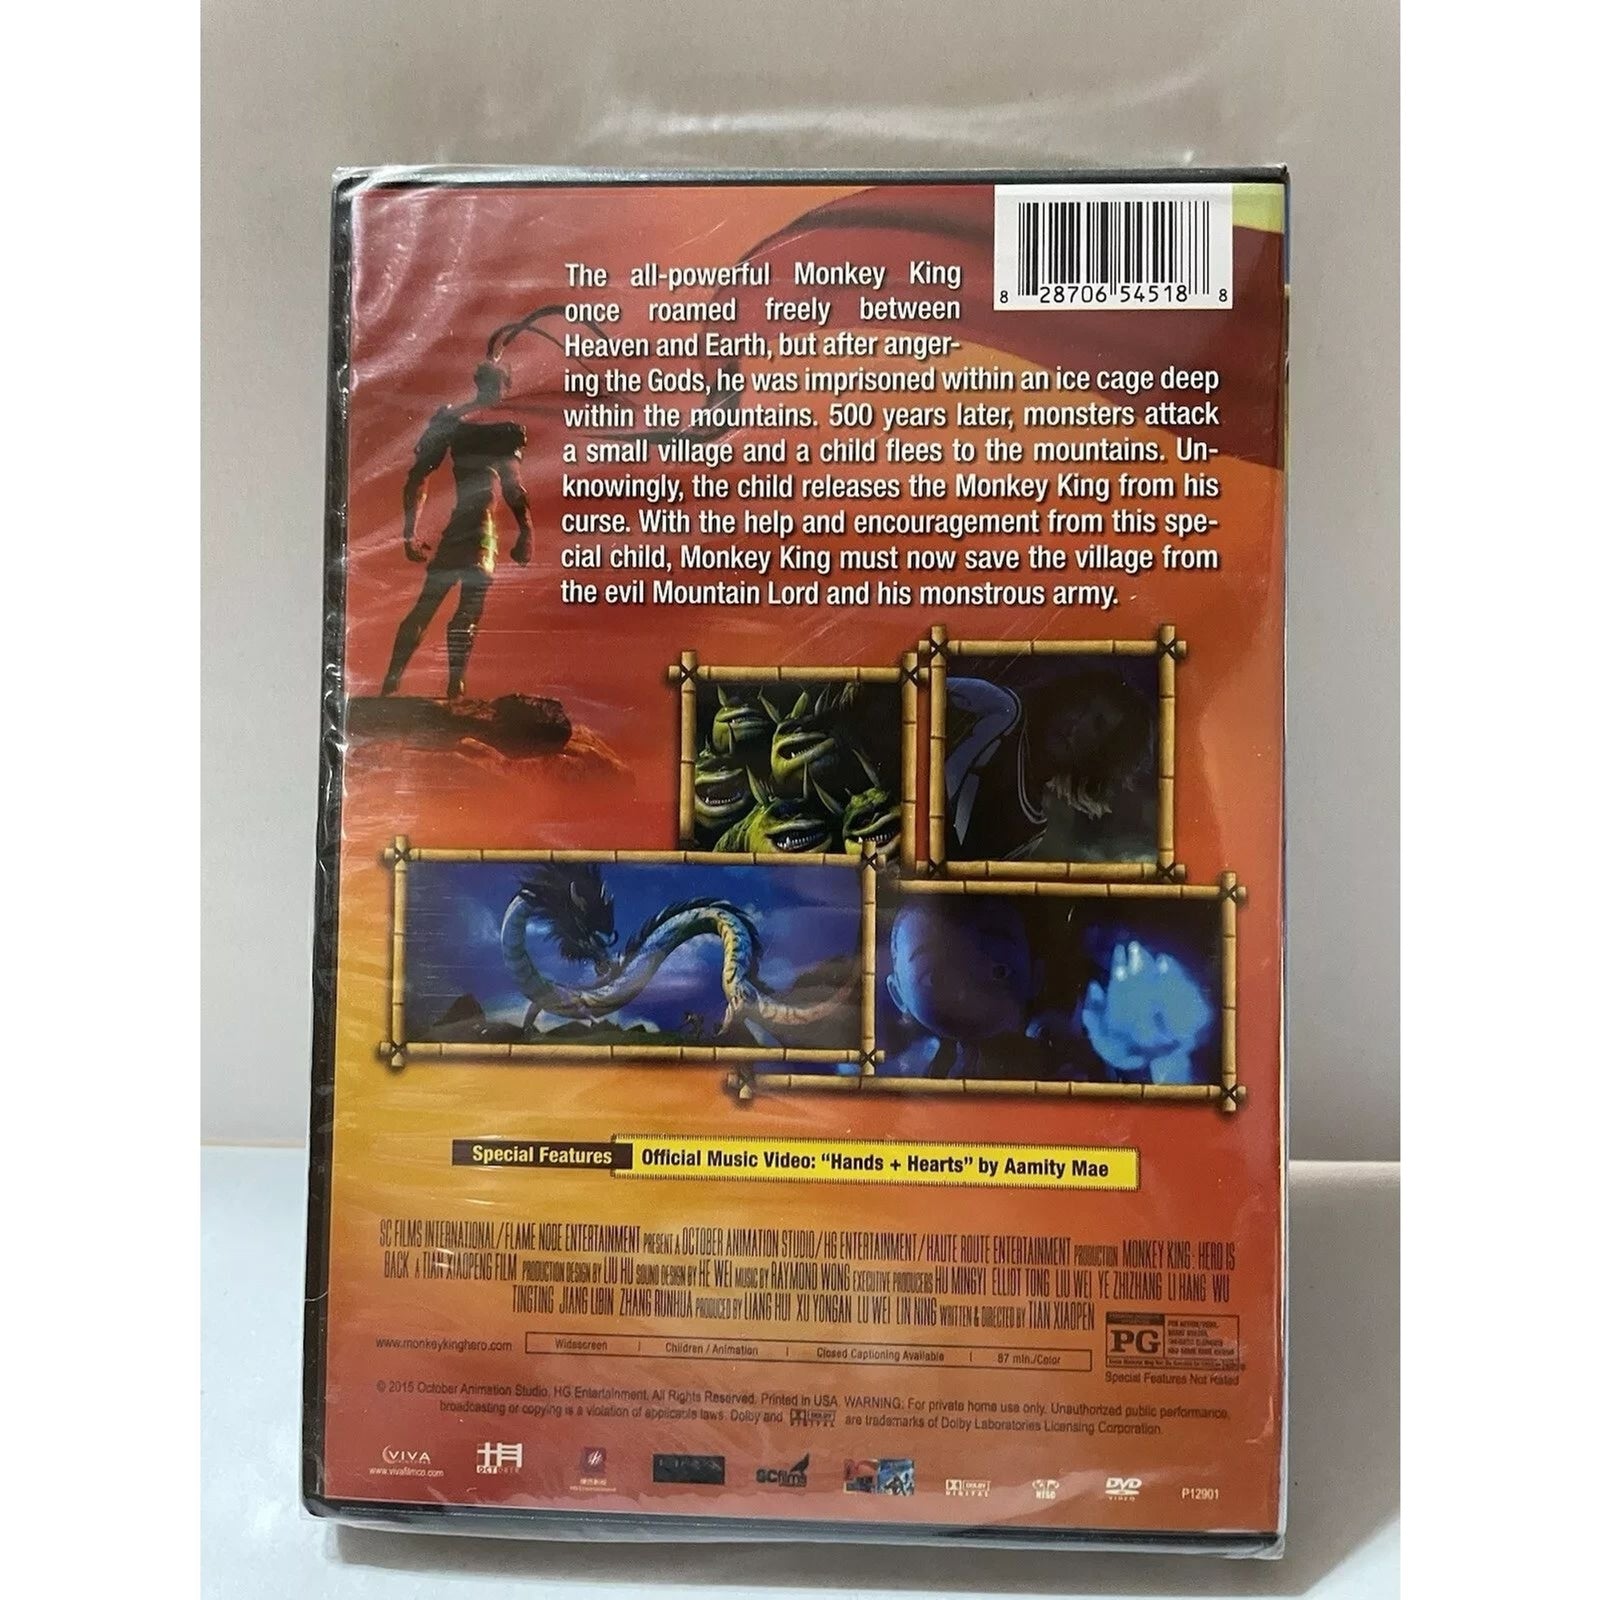 8 28706 54518 8
The all-powerful Monkey King
once roamed freely between
Heaven and Earth, but after anger-
ing the Gods, he was imprisoned within an ice cage deep
within the mountains. 500 years later, monsters attack
a small village and a child flees to the mountains. Un-
knowingly, the child releases the Monkey King from his
curse. With the help and encouragement from this spe-
cial child, Monkey King must now save the village from
the evil Mountain Lord and his monstrous army.
Special Features Official Music Video: “Hands + Hearts” by Aamity Mae
SC FILMS INTERNATIONAL/FLAME NODE ENTERTAINMENT PRESENT A OCTOBER ANIMATION STUDIO/HG ENTERTAINMENT/HAUTE ROUTE ENTERTAINMENT PRODUCTION MONKEY KING: HERO IS
BACK A TIAN XIAOPENG FILM PRODUCTION DESIGN BY LIU HU SOUND DESIGN BY HE WEI MUSIC BY RAYMOND WONG EXECUTIVE PRODUCERS HU MINGYI ELLIOT TONG LIU WEI YE ZHIZHANG LI HANG WU
TINGTING JIANG LIBIN ZHANG RUNHUA PRODUCED BY LIANG HUI XU YONGAN LU WEI LIN NING WRITTEN & DIRECTED BY TIAN XIAOPEN
www.monkeykinghero.com Widescreen | Children / Animation | Closed Captioning Available | 87 min./Color
PG
Special Features Not Rated
© 2015 October Animation Studio, HG Entertainment. All Rights Reserved. Printed in USA. WARNING: For private home use only. Unauthorized public performance,
broadcasting or copying is a violation of applicable laws. Dolby and DOLBY DIGITAL are trademarks of Dolby Laboratories Licensing Corporation.
VIVA
www.vivafilmco.com
OCTOBER
SCfilms
DOLBY DIGITAL
NTSC
DVD VIDEO
P12901